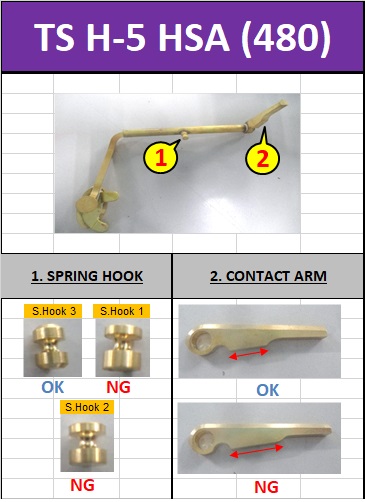 TS H-5 HSA (480)
1 2
1. SPRING HOOK 2. CONTACT ARM
S.Hook 3 S.Hook 1
OK NG OK
S.Hook 2
NG NG